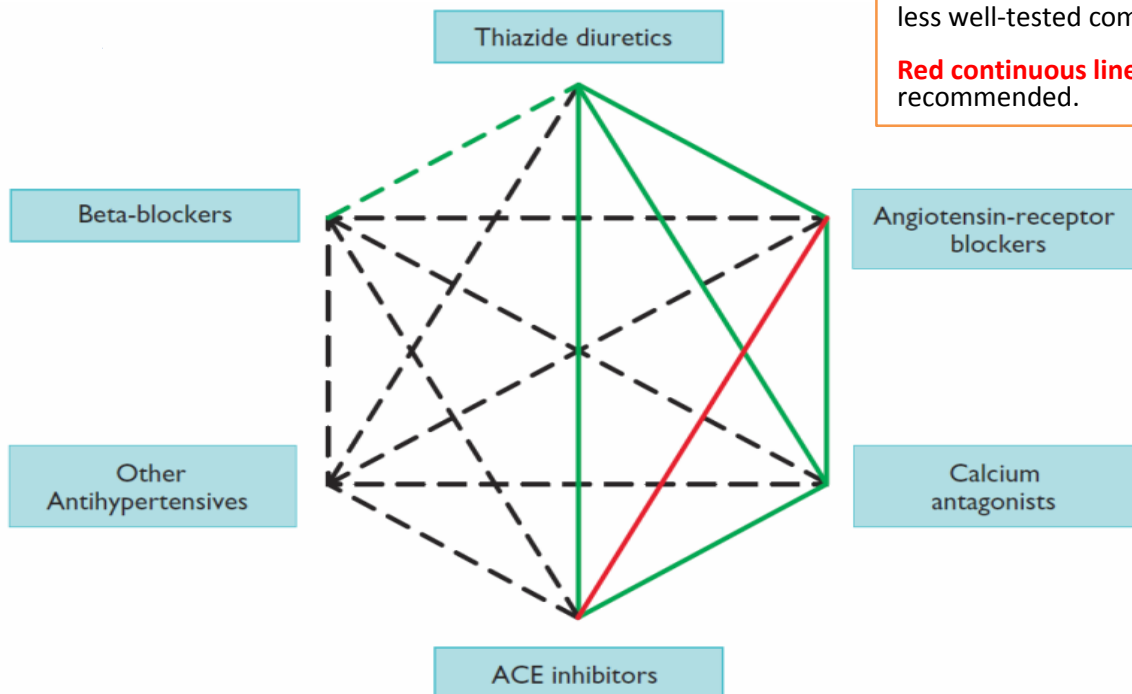 less well-tested com
Red continuous line
recommended.
Thiazide diuretics
Beta-blockers
Angiotensin-receptor
blockers
Other
Antihypertensives
Calcium
antagonists
ACE inhibitors